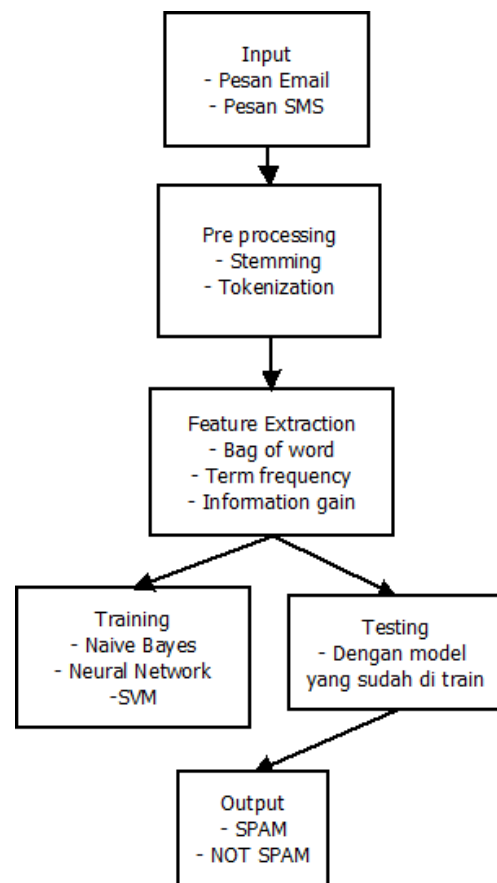 Input
- Pesan Email
- Pesan SMS
Pre processing
- Stemming
- Tokenization
Feature Extraction
- Bag of word
- Term frequency
- Information gain
Training
- Naive Bayes
- Neural Network
-SVM
Testing
- Dengan model
yang sudah di train
Output
- SPAM
- NOT SPAM